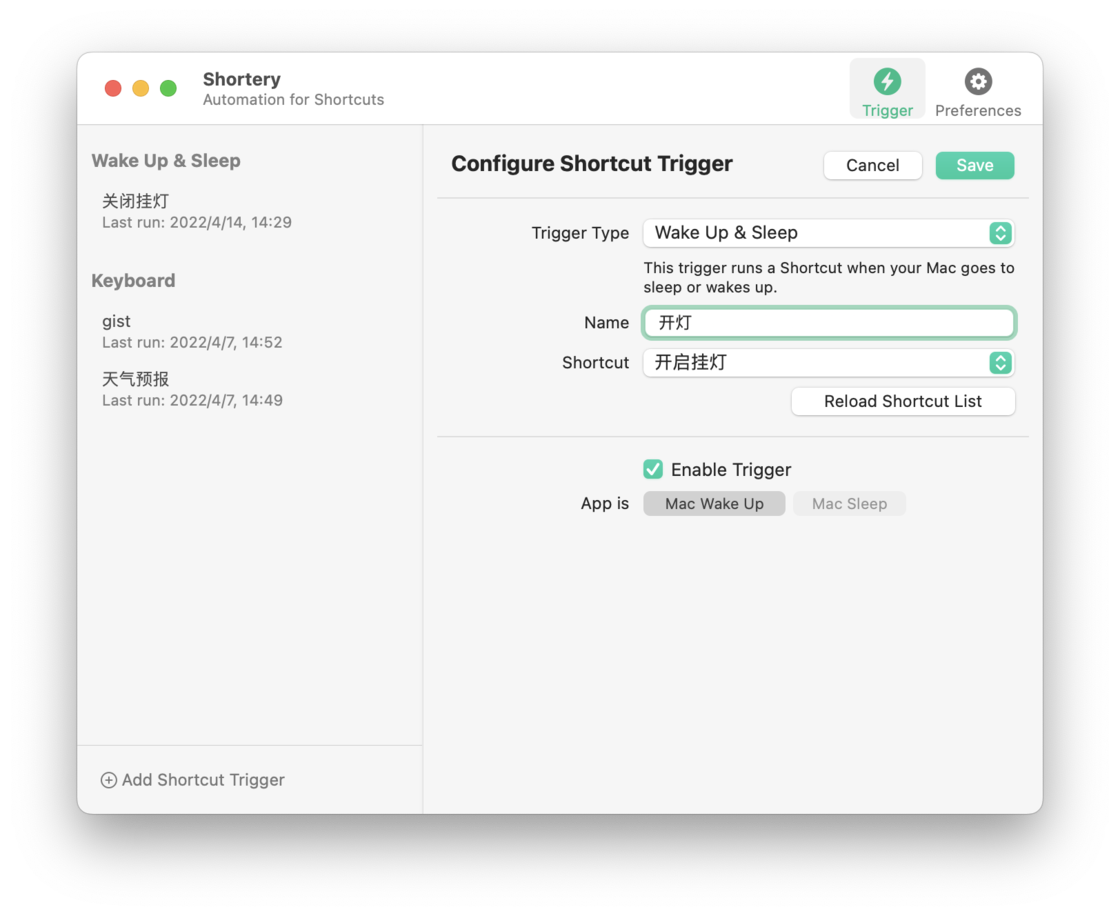 Shortery
Automation for Shortcuts
Trigger
Preferences
Wake Up & Sleep
关闭挂灯
Last run: 2022/4/14, 14:29
Keyboard
gist
Last run: 2022/4/7, 14:52
天气预报
Last run: 2022/4/7, 14:49
Add Shortcut Trigger
Configure Shortcut Trigger
Cancel
Save
Trigger Type
Wake Up & Sleep
This trigger runs a Shortcut when your Mac goes to
sleep or wakes up.
Name
开灯
Shortcut
开启挂灯
Reload Shortcut List
Enable Trigger
App is
Mac Wake Up
Mac Sleep